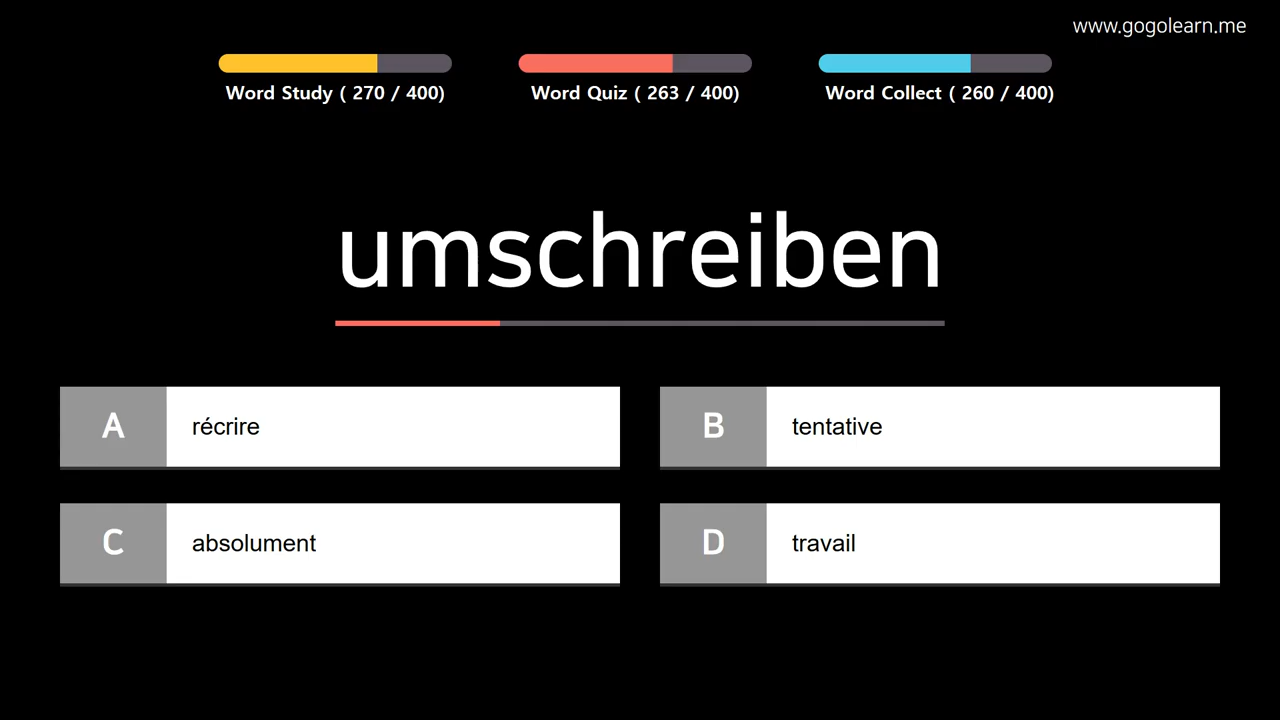 www.gogolearn.me
Word Study ( 270 / 400)
Word Quiz ( 263 / 400)
Word Collect ( 260 / 400)
umschreiben
A récrire
B tentative
C absolument
D travail